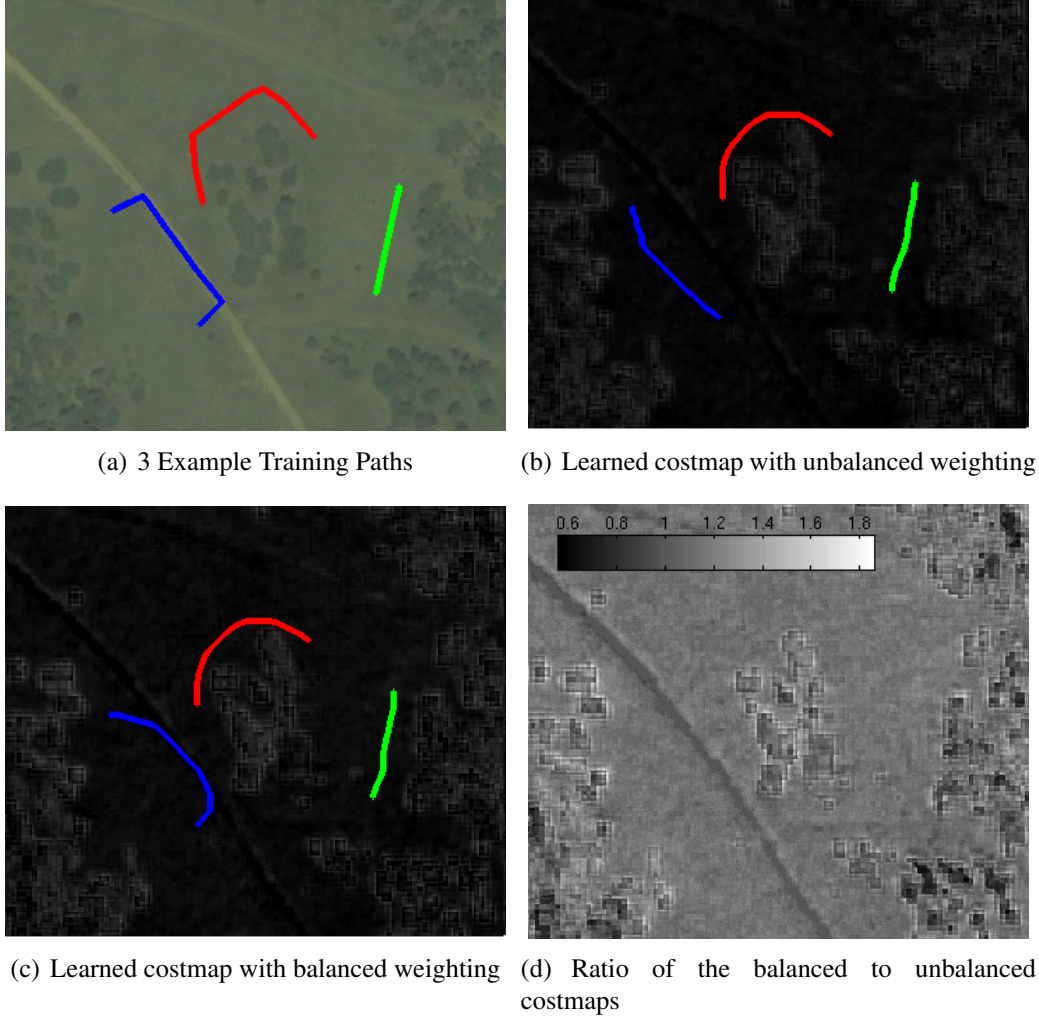 (a) 3 Example Training Paths
(b) Learned costmap with unbalanced weighting
0.6 0.8 1 1.2 1.4 1.6 1.8
(c) Learned costmap with balanced weighting
(d) Ratio of the balanced to unbalanced
costmaps